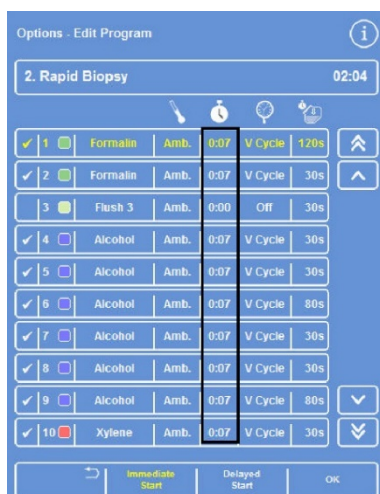 Options - Edit Program i
2. Rapid Biopsy 02:04
✔ 1 Formalin Amb. 0:07 V Cycle 120s
✔ 2 Formalin Amb. 0:07 V Cycle 30s
3 Flush 3 Amb. 0:00 Off 30s
✔ 4 Alcohol Amb. 0:07 V Cycle 30s
✔ 5 Alcohol Amb. 0:07 V Cycle 30s
✔ 6 Alcohol Amb. 0:07 V Cycle 80s
✔ 7 Alcohol Amb. 0:07 V Cycle 30s
✔ 8 Alcohol Amb. 0:07 V Cycle 30s
✔ 9 Alcohol Amb. 0:07 V Cycle 80s
✔ 10 Xylene Amb. 0:07 V Cycle 30s
Immediate Delayed OK
Start Start